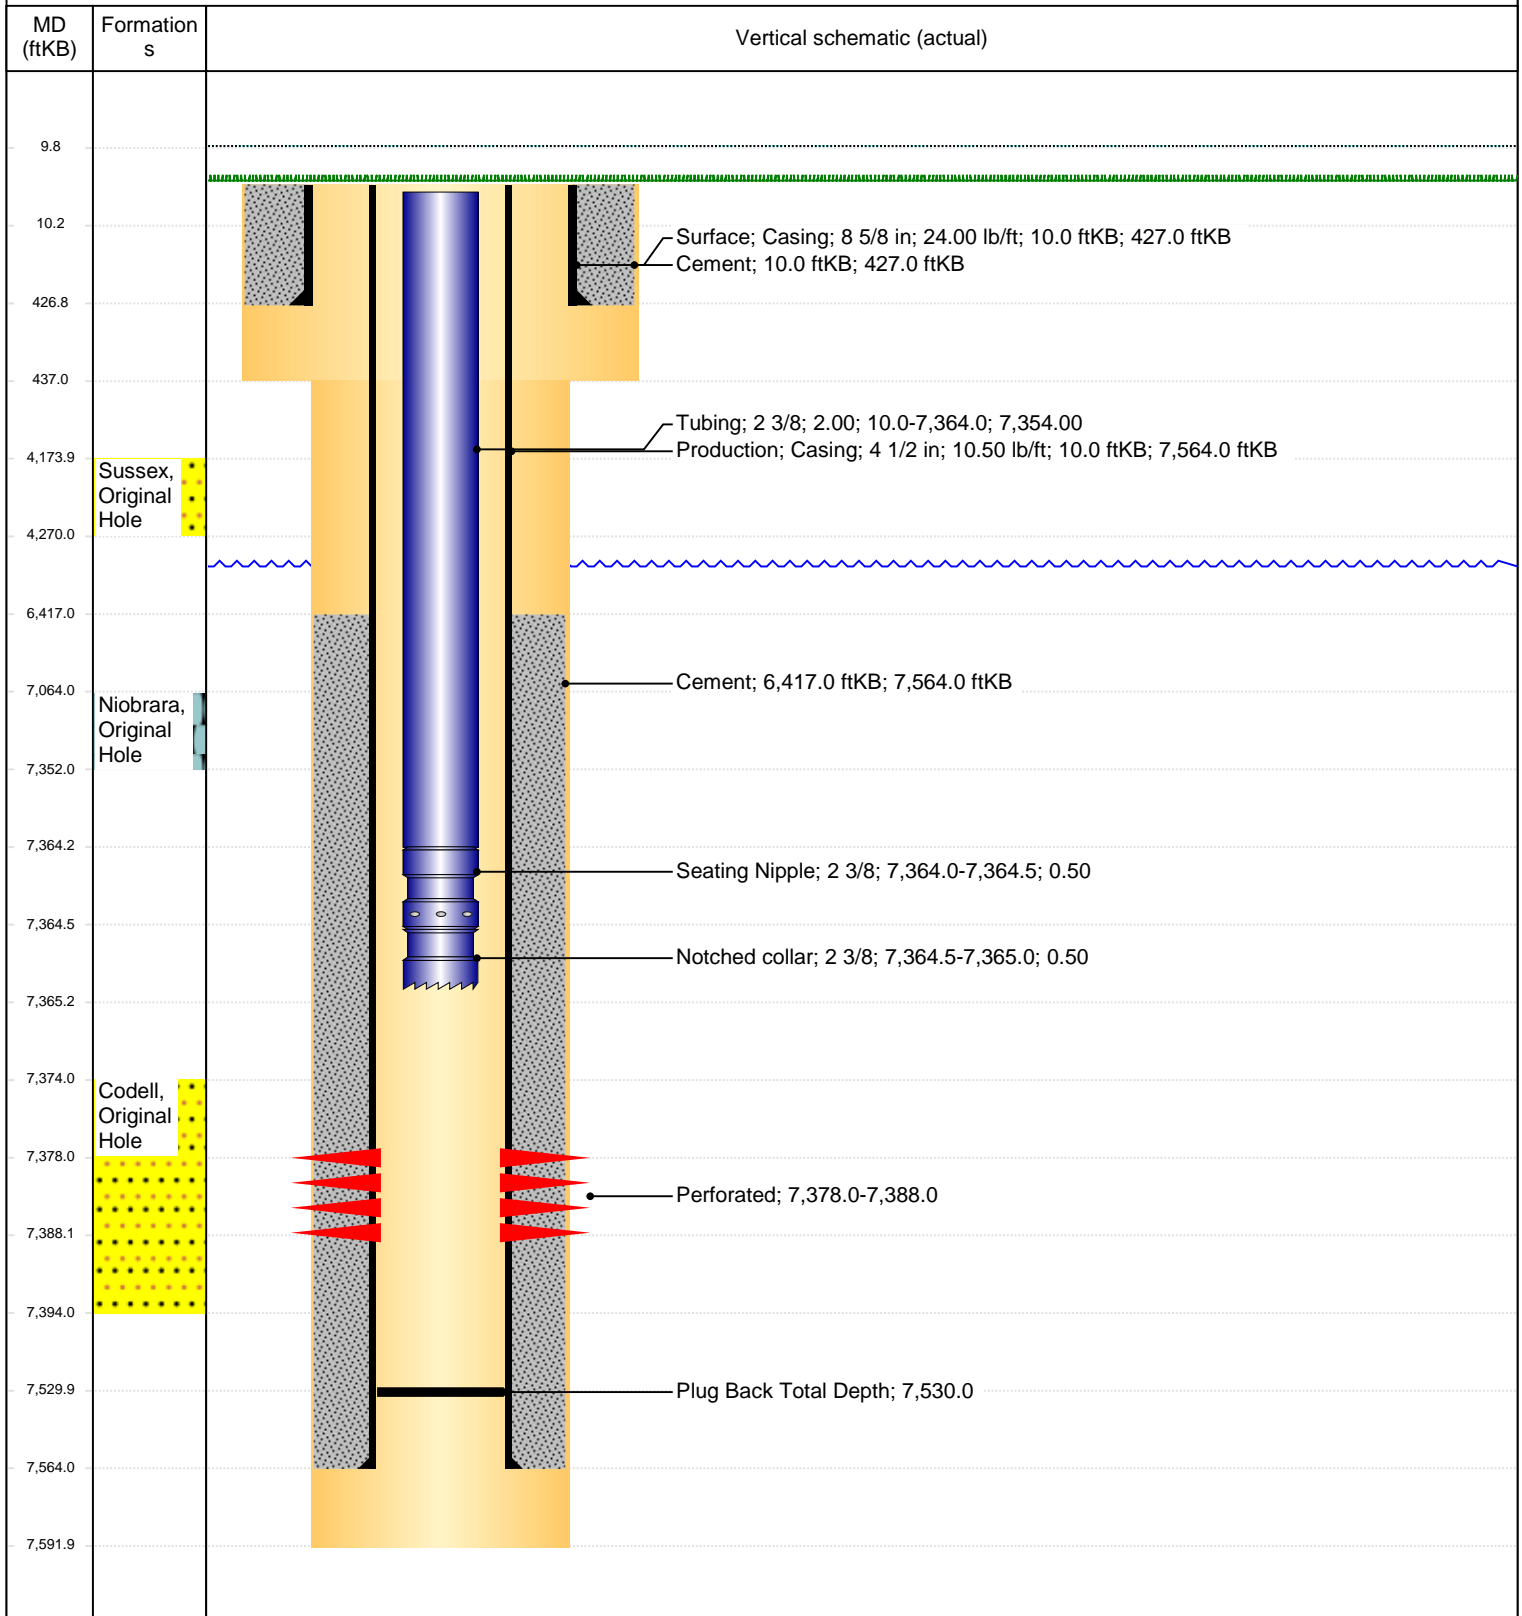 MD
(ftKB)
Formation
s
Vertical schematic (actual)
9.8
10.2
Surface; Casing; 8 5/8 in; 24.00 lb/ft; 10.0 ftKB; 427.0 ftKB
Cement; 10.0 ftKB; 427.0 ftKB
426.8
437.0
Tubing; 2 3/8; 2.00; 10.0-7,364.0; 7,354.00
Production; Casing; 4 1/2 in; 10.50 lb/ft; 10.0 ftKB; 7,564.0 ftKB
4,173.9
Sussex,
Original
Hole
4,270.0
6,417.0
Cement; 6,417.0 ftKB; 7,564.0 ftKB
7,064.0
Niobrara,
Original
Hole
7,352.0
7,364.2
Seating Nipple; 2 3/8; 7,364.0-7,364.5; 0.50
7,364.5
Notched collar; 2 3/8; 7,364.5-7,365.0; 0.50
7,365.2
7,374.0
Codell,
Original
Hole
7,378.0
Perforated; 7,378.0-7,388.0
7,388.1
7,394.0
7,529.9
Plug Back Total Depth; 7,530.0
7,564.0
7,591.9